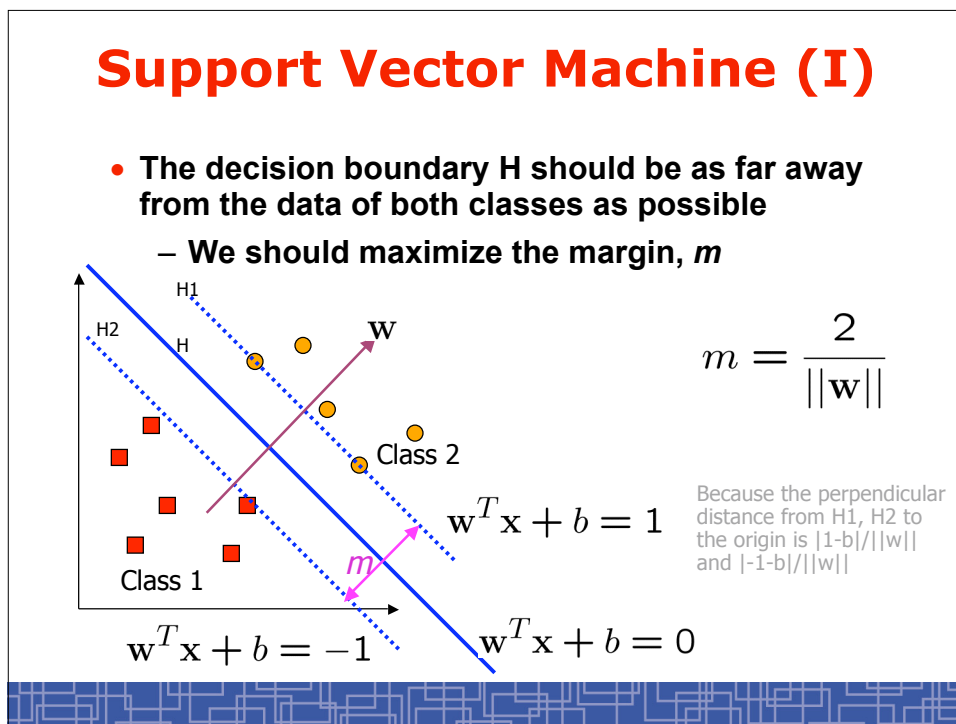 Support Vector Machine (I)
• The decision boundary H should be as far away
from the data of both classes as possible
– We should maximize the margin, m
H1
H2
H
w
m = 2 / ||w||
Class 2
w^T x + b = 1
Because the perpendicular
distance from H1, H2 to
the origin is |1-b|/||w||
and |-1-b|/||w||
m
Class 1
w^T x + b = −1
w^T x + b = 0